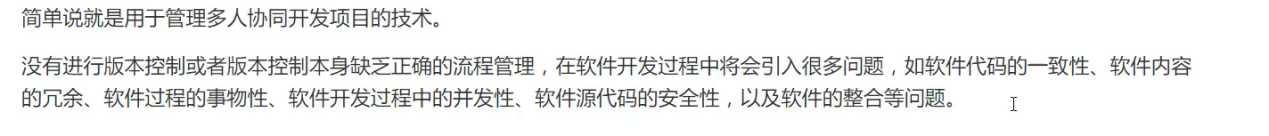 简单说就是用于管理多人协同开发项目的技术。
没有进行版本控制或者版本控制本身缺乏正确的流程管理，在软件开发过程中将会引入很多问题，如软件代码的一致性、软件内容
的冗余、软件过程的事物性、软件开发过程中的并发性、软件源代码的安全性，以及软件的整合等问题。